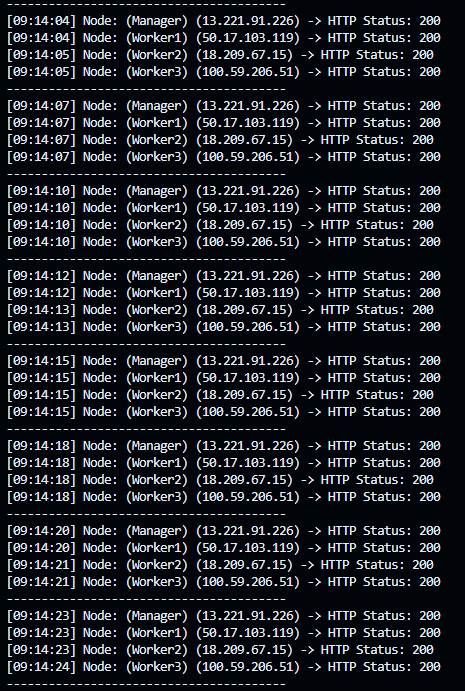 ----------------------------------------
[09:14:04] Node: (Manager) (13.221.91.226) -> HTTP Status: 200
[09:14:04] Node: (Worker1) (50.17.103.119) -> HTTP Status: 200
[09:14:05] Node: (Worker2) (18.209.67.15) -> HTTP Status: 200
[09:14:05] Node: (Worker3) (100.59.206.51) -> HTTP Status: 200
----------------------------------------
[09:14:07] Node: (Manager) (13.221.91.226) -> HTTP Status: 200
[09:14:07] Node: (Worker1) (50.17.103.119) -> HTTP Status: 200
[09:14:07] Node: (Worker2) (18.209.67.15) -> HTTP Status: 200
[09:14:07] Node: (Worker3) (100.59.206.51) -> HTTP Status: 200
----------------------------------------
[09:14:10] Node: (Manager) (13.221.91.226) -> HTTP Status: 200
[09:14:10] Node: (Worker1) (50.17.103.119) -> HTTP Status: 200
[09:14:10] Node: (Worker2) (18.209.67.15) -> HTTP Status: 200
[09:14:10] Node: (Worker3) (100.59.206.51) -> HTTP Status: 200
----------------------------------------
[09:14:12] Node: (Manager) (13.221.91.226) -> HTTP Status: 200
[09:14:12] Node: (Worker1) (50.17.103.119) -> HTTP Status: 200
[09:14:13] Node: (Worker2) (18.209.67.15) -> HTTP Status: 200
[09:14:13] Node: (Worker3) (100.59.206.51) -> HTTP Status: 200
----------------------------------------
[09:14:15] Node: (Manager) (13.221.91.226) -> HTTP Status: 200
[09:14:15] Node: (Worker1) (50.17.103.119) -> HTTP Status: 200
[09:14:15] Node: (Worker2) (18.209.67.15) -> HTTP Status: 200
[09:14:15] Node: (Worker3) (100.59.206.51) -> HTTP Status: 200
----------------------------------------
[09:14:18] Node: (Manager) (13.221.91.226) -> HTTP Status: 200
[09:14:18] Node: (Worker1) (50.17.103.119) -> HTTP Status: 200
[09:14:18] Node: (Worker2) (18.209.67.15) -> HTTP Status: 200
[09:14:18] Node: (Worker3) (100.59.206.51) -> HTTP Status: 200
----------------------------------------
[09:14:20] Node: (Manager) (13.221.91.226) -> HTTP Status: 200
[09:14:20] Node: (Worker1) (50.17.103.119) -> HTTP Status: 200
[09:14:21] Node: (Worker2) (18.209.67.15) -> HTTP Status: 200
[09:14:21] Node: (Worker3) (100.59.206.51) -> HTTP Status: 200
----------------------------------------
[09:14:23] Node: (Manager) (13.221.91.226) -> HTTP Status: 200
[09:14:23] Node: (Worker1) (50.17.103.119) -> HTTP Status: 200
[09:14:23] Node: (Worker2) (18.209.67.15) -> HTTP Status: 200
[09:14:24] Node: (Worker3) (100.59.206.51) -> HTTP Status: 200
----------------------------------------